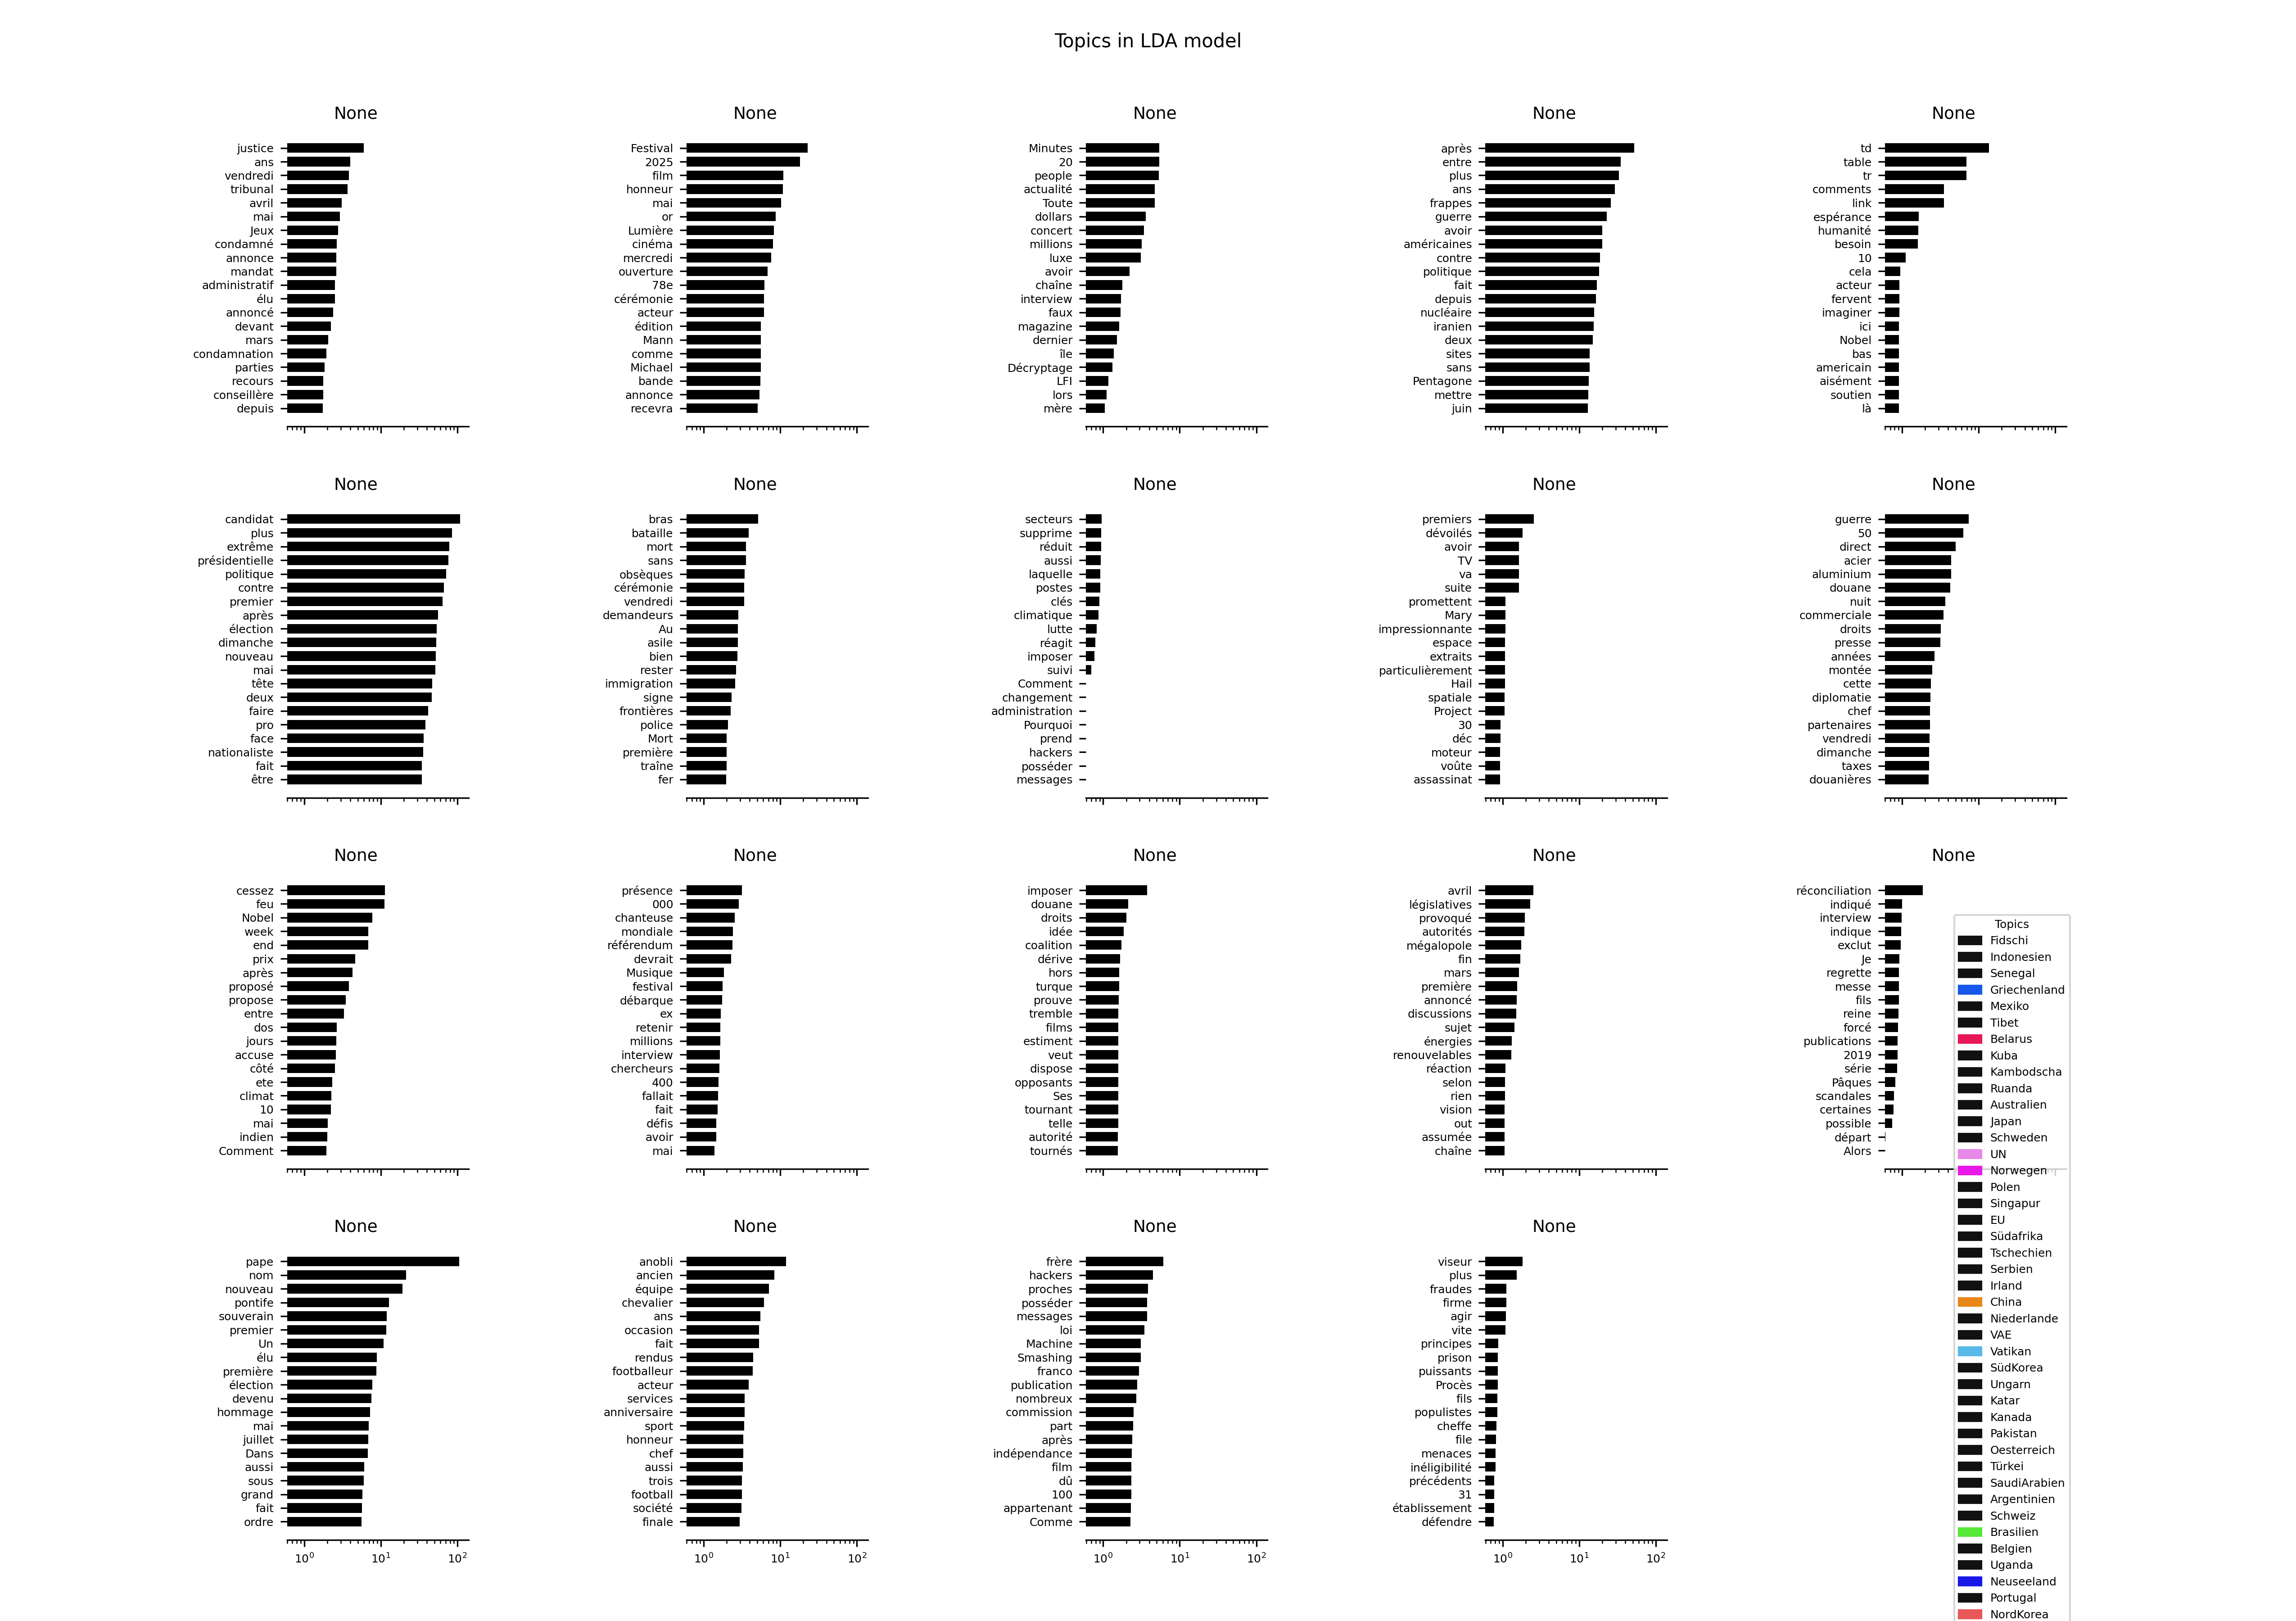 Topics in LDA model
None
justice
ans
vendredi
tribunal
avril
mai
Jeux
condamné
annonce
mandat
administratif
élu
annoncé
devant
mars
condamnation
parties
recours
conseillère
depuis
None
Festival
2025
film
honneur
mai
or
Lumière
cinéma
mercredi
ouverture
78e
cérémonie
acteur
édition
Mann
comme
Michael
bande
annonce
recevra
None
Minutes
20
people
actualité
Toute
dollars
concert
millions
luxe
avoir
chaîne
interview
faux
magazine
dernier
île
Décryptage
LFI
lors
mère
None
après
entre
plus
ans
frappes
guerre
avoir
américaines
contre
politique
fait
depuis
nucléaire
iranien
deux
sites
sans
Pentagone
mettre
juin
None
td
table
tr
comments
link
espérance
humanité
besoin
10
cela
acteur
fervent
imaginer
ici
Nobel
bas
americain
aisément
soutien
là
None
candidat
plus
extrême
présidentielle
politique
contre
premier
après
élection
dimanche
nouveau
mai
tête
deux
faire
pro
face
nationaliste
fait
être
None
bras
bataille
mort
sans
obsèques
cérémonie
vendredi
demandeurs
Au
asile
bien
rester
immigration
signe
frontières
police
Mort
première
traîne
fer
None
secteurs
supprime
réduit
aussi
laquelle
postes
clés
climatique
lutte
réagit
imposer
suivi
Comment
changement
administration
Pourquoi
prend
hackers
posséder
messages
None
premiers
dévoilés
avoir
TV
va
suite
promettent
Mary
impressionnante
espace
extraits
particulièrement
Hail
spatiale
Project
30
déc
moteur
voûte
assassinat
None
guerre
50
direct
acier
aluminium
douane
nuit
commerciale
droits
presse
années
montée
cette
diplomatie
chef
partenaires
vendredi
dimanche
taxes
douanières
None
cessez
feu
Nobel
week
end
prix
après
proposé
propose
entre
dos
jours
accuse
côté
ete
climat
10
mai
indien
Comment
None
présence
000
chanteuse
mondiale
référendum
devrait
Musique
festival
débarque
ex
retenir
millions
interview
chercheurs
400
fallait
fait
défis
avoir
mai
None
imposer
douane
droits
idée
coalition
dérive
hors
turque
prouve
tremble
films
estiment
veut
dispose
opposants
Ses
tournant
telle
autorité
tournés
None
avril
législatives
provoqué
autorités
mégalopole
fin
mars
première
annoncé
discussions
sujet
énergies
renouvelables
réaction
selon
rien
vision
out
assumée
chaîne
None
réconciliation
indiqué
interview
indique
exclut
Je
regrette
messe
fils
reine
forcé
publications
2019
série
Pâques
scandales
certaines
possible
départ
Alors
None
pape
nom
nouveau
pontife
souverain
premier
Un
élu
première
élection
devenu
hommage
mai
juillet
Dans
aussi
sous
grand
fait
ordre
10⁰ 10¹ 10²
None
anobli
ancien
équipe
chevalier
ans
occasion
fait
rendus
footballeur
acteur
services
anniversaire
sport
honneur
chef
aussi
trois
football
société
finale
10⁰ 10¹ 10²
None
frère
hackers
proches
posséder
messages
loi
Machine
Smashing
franco
publication
nombreux
commission
part
après
indépendance
film
dû
100
appartenant
Comme
10⁰ 10¹ 10²
None
viseur
plus
fraudes
firme
agir
vite
principes
prison
puissants
Procès
fils
populistes
cheffe
file
menaces
inéligibilité
précédents
31
établissement
défendre
10⁰ 10¹ 10²
Topics
Fidschi
Indonesien
Senegal
Griechenland
Mexiko
Tibet
Belarus
Kuba
Kambodscha
Ruanda
Australien
Japan
Schweden
UN
Norwegen
Polen
Singapur
EU
Südafrika
Tschechien
Serbien
Irland
China
Niederlande
VAE
Vatikan
SüdKorea
Ungarn
Katar
Kanada
Pakistan
Oesterreich
Türkei
SaudiArabien
Argentinien
Schweiz
Brasilien
Belgien
Uganda
Neuseeland
Portugal
NordKorea